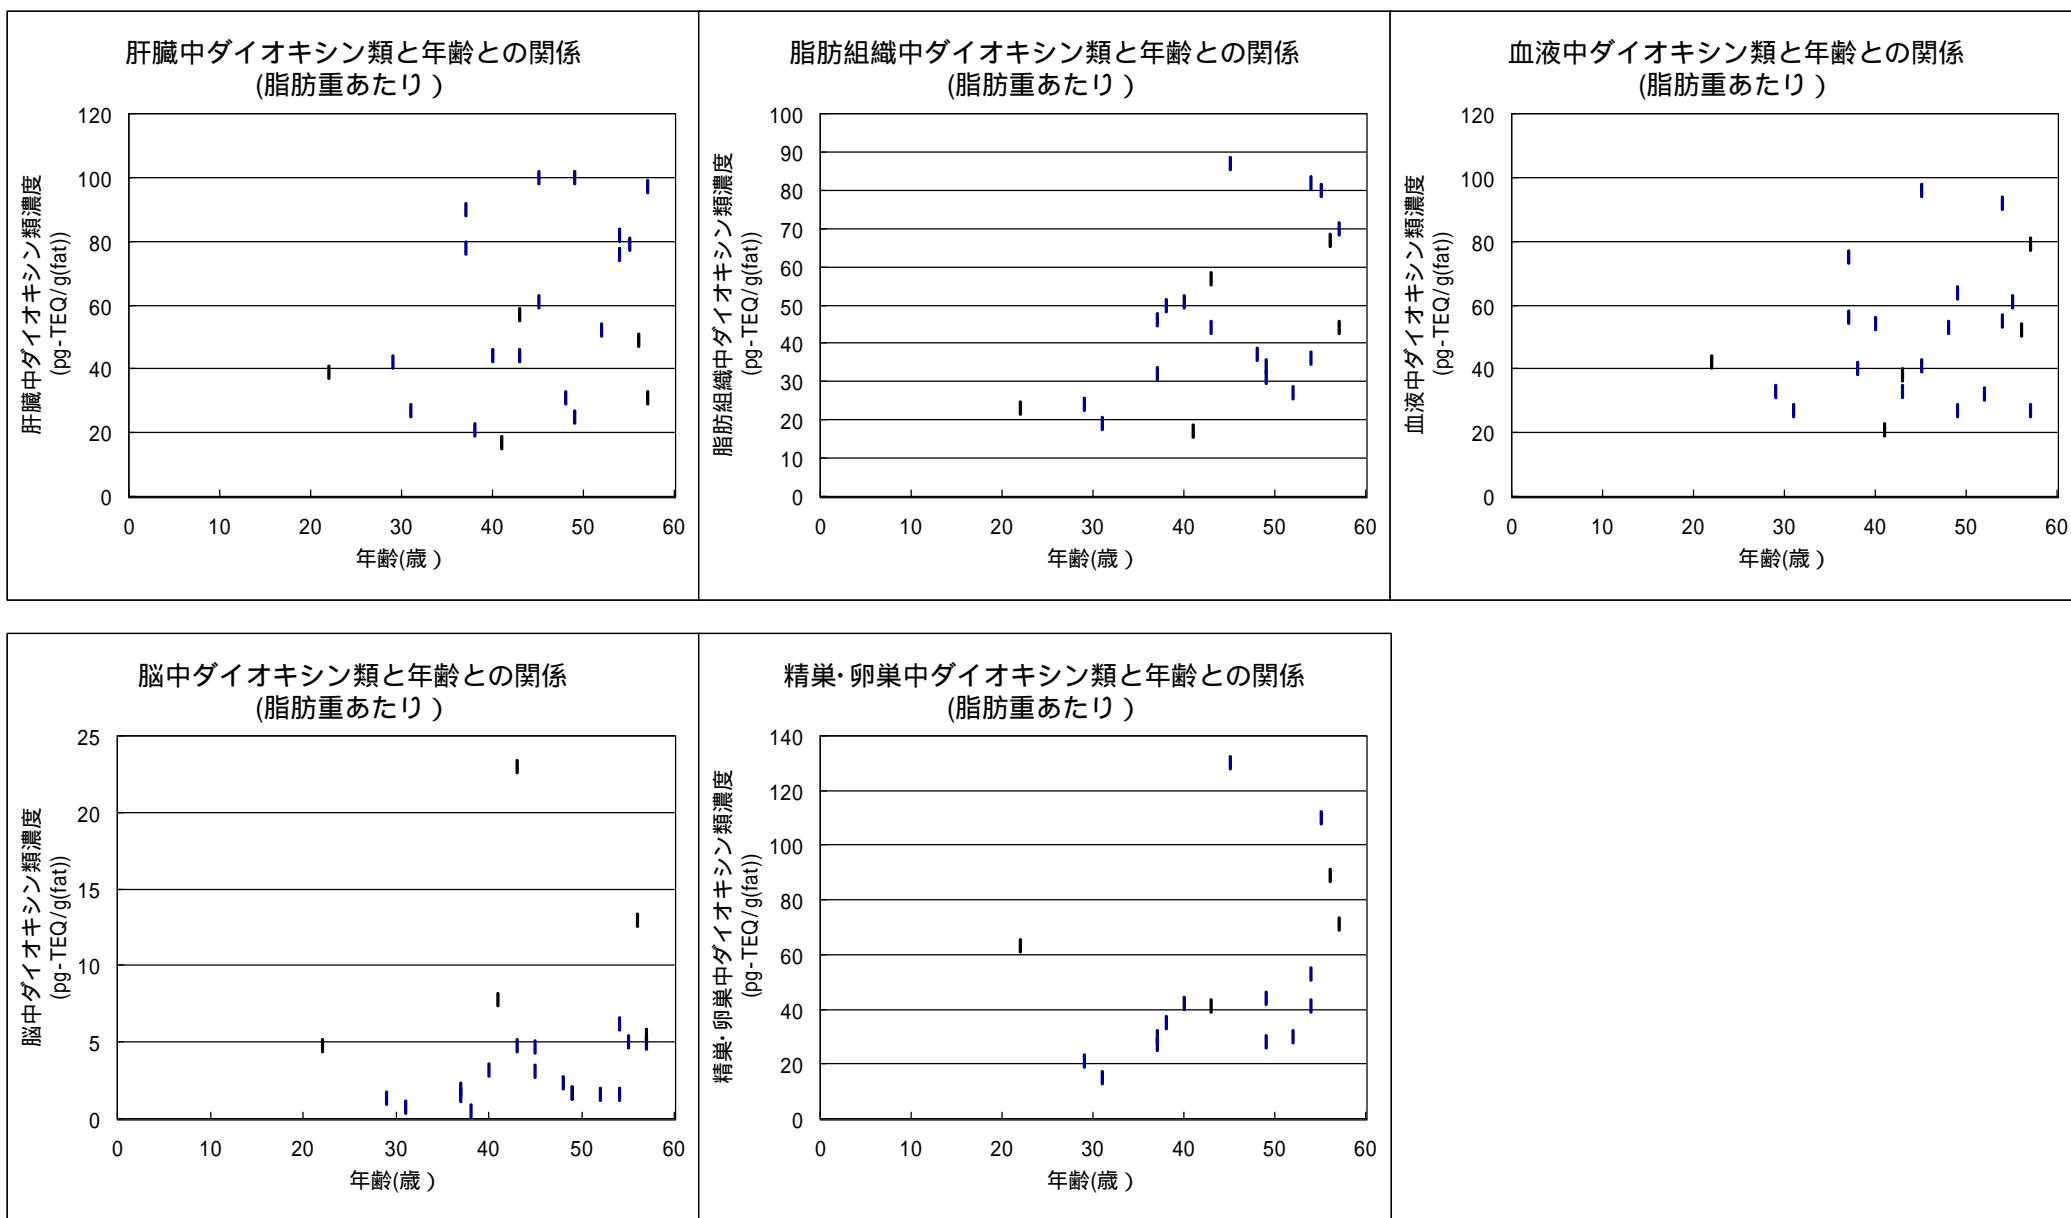 肝臓中ダイオキシン類と年齢との関係
(脂肪重あたり)
肝臓中ダイオキシン類濃度
(pg-TEQ/g(fat))
120
100
80
60
40
20
0
0 10 20 30 40 50 60
年齢(歳)
脂肪組織中ダイオキシン類と年齢との関係
(脂肪重あたり)
脂肪組織中ダイオキシン類濃度
(pg-TEQ/g(fat))
100
90
80
70
60
50
40
30
20
10
0
0 10 20 30 40 50 60
年齢(歳)
血液中ダイオキシン類と年齢との関係
(脂肪重あたり)
血液中ダイオキシン類濃度
(pg-TEQ/g(fat))
120
100
80
60
40
20
0
0 10 20 30 40 50 60
年齢(歳)
脳中ダイオキシン類と年齢との関係
(脂肪重あたり)
脳中ダイオキシン類濃度
(pg-TEQ/g(fat))
25
20
15
10
5
0
0 10 20 30 40 50 60
年齢(歳)
精巣・卵巣中ダイオキシン類と年齢との関係
(脂肪重あたり)
精巣・卵巣中ダイオキシン類濃度
(pg-TEQ/g(fat))
140
120
100
80
60
40
20
0
0 10 20 30 40 50 60
年齢(歳)